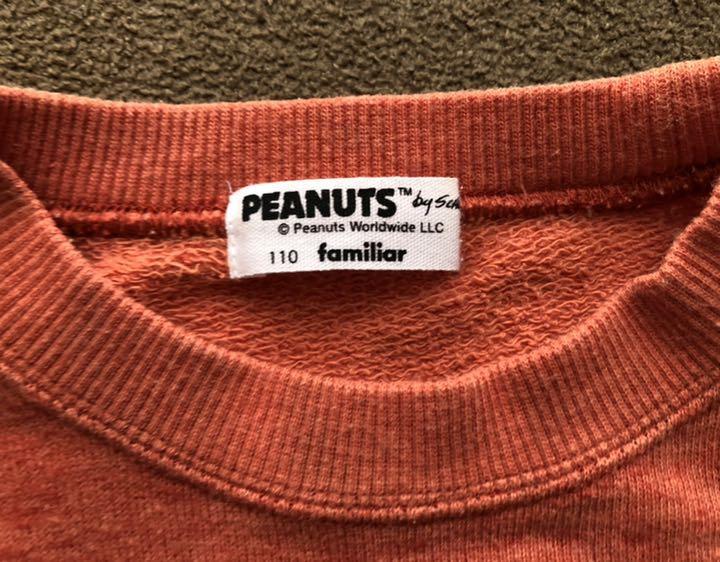 PEANUTS™ by
© Peanuts Worldwide LLC
110 familiar